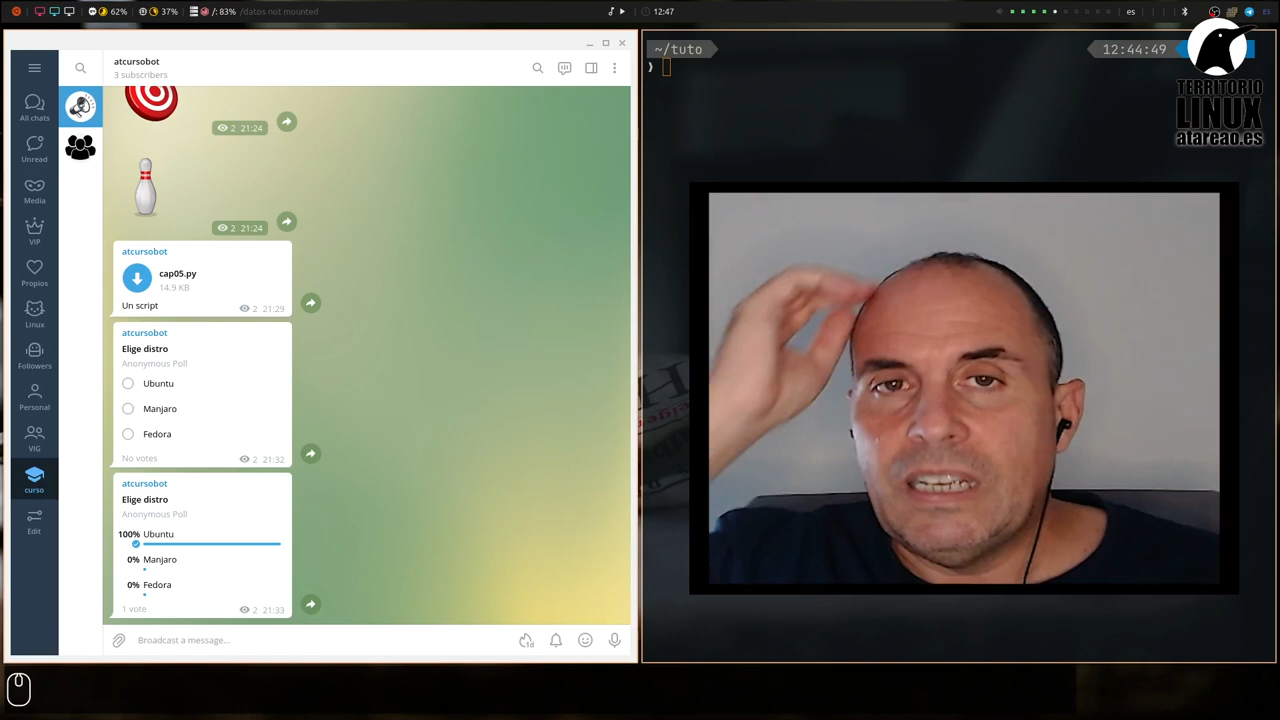 62%
37%
/: 83%
/datos not mounted
12:47
es
ES
atcursobot
3 subscribers
All chats
Unread
Media
VIP
Propios
Linux
Followers
Personal
VIG
curso
Edit
2 21:24
2 21:24
atcursobot
cap05.py
14.9 KB
Un script
2 21:29
atcursobot
Elige distro
Anonymous Poll
Ubuntu
Manjaro
Fedora
No votes
2 21:32
atcursobot
Elige distro
Anonymous Poll
100% Ubuntu
0% Manjaro
0% Fedora
1 vote
2 21:33
Broadcast a message...
1d
~/tuto
12:44:49
TERRITORIO
LINUX
atareao.es